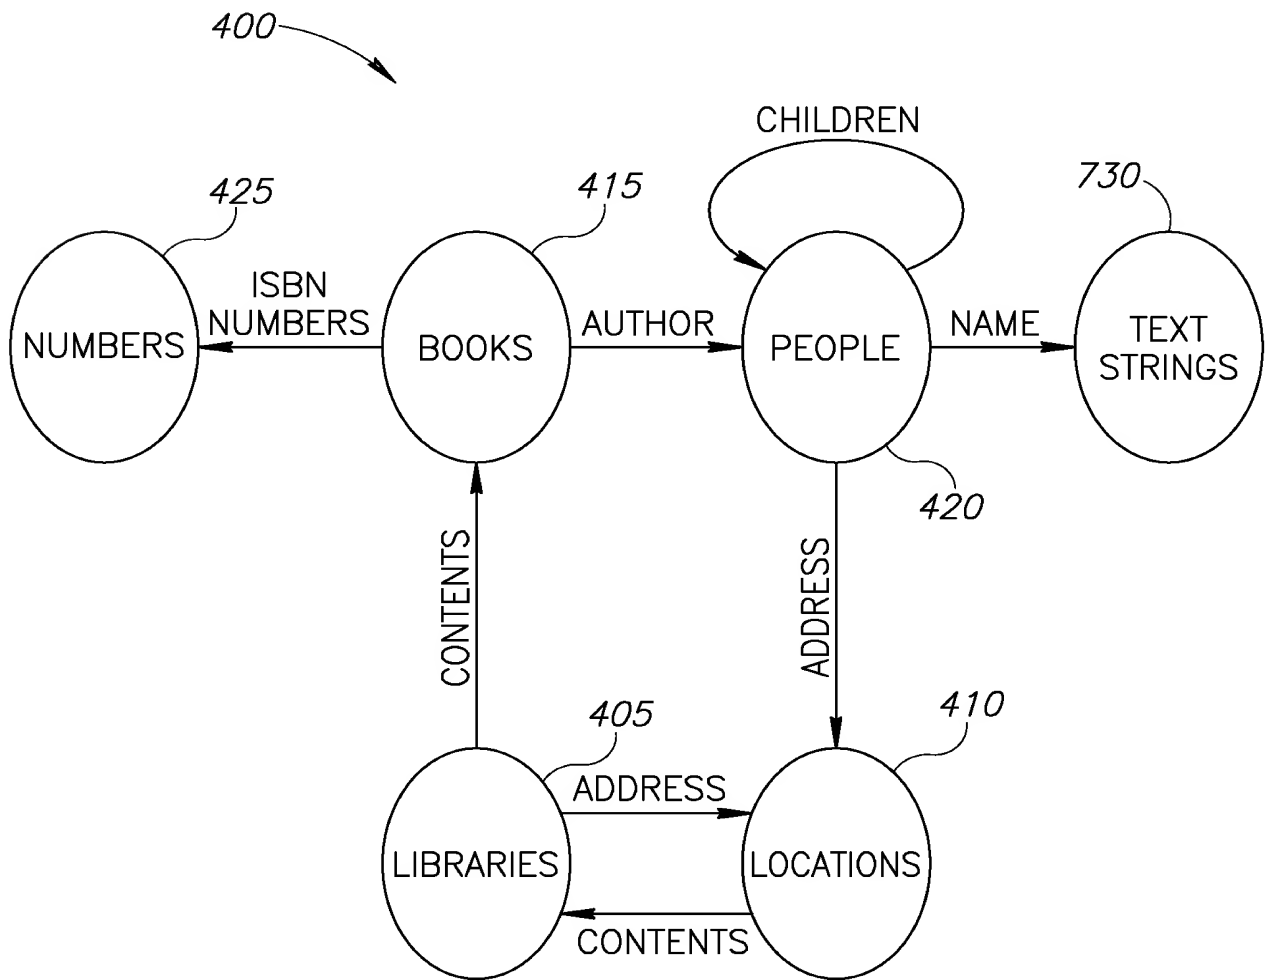 400
CHILDREN
425
415
730
ISBN
NUMBERS
AUTHOR
NAME
NUMBERS
BOOKS
PEOPLE
TEXT
STRINGS
420
CONTENTS
ADDRESS
405
410
ADDRESS
LIBRARIES
LOCATIONS
CONTENTS